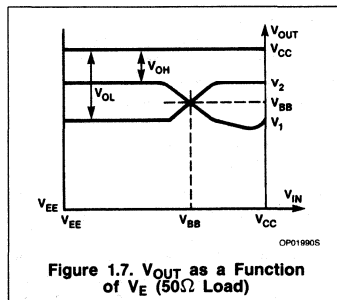 VOUT
VCC
VOH
VOL
V2
VBB
V1
VEE
VIN
VEE
VBB
VCC
OP01990S
Figure 1.7. VOUT as a Function
of VE (50Ω Load)